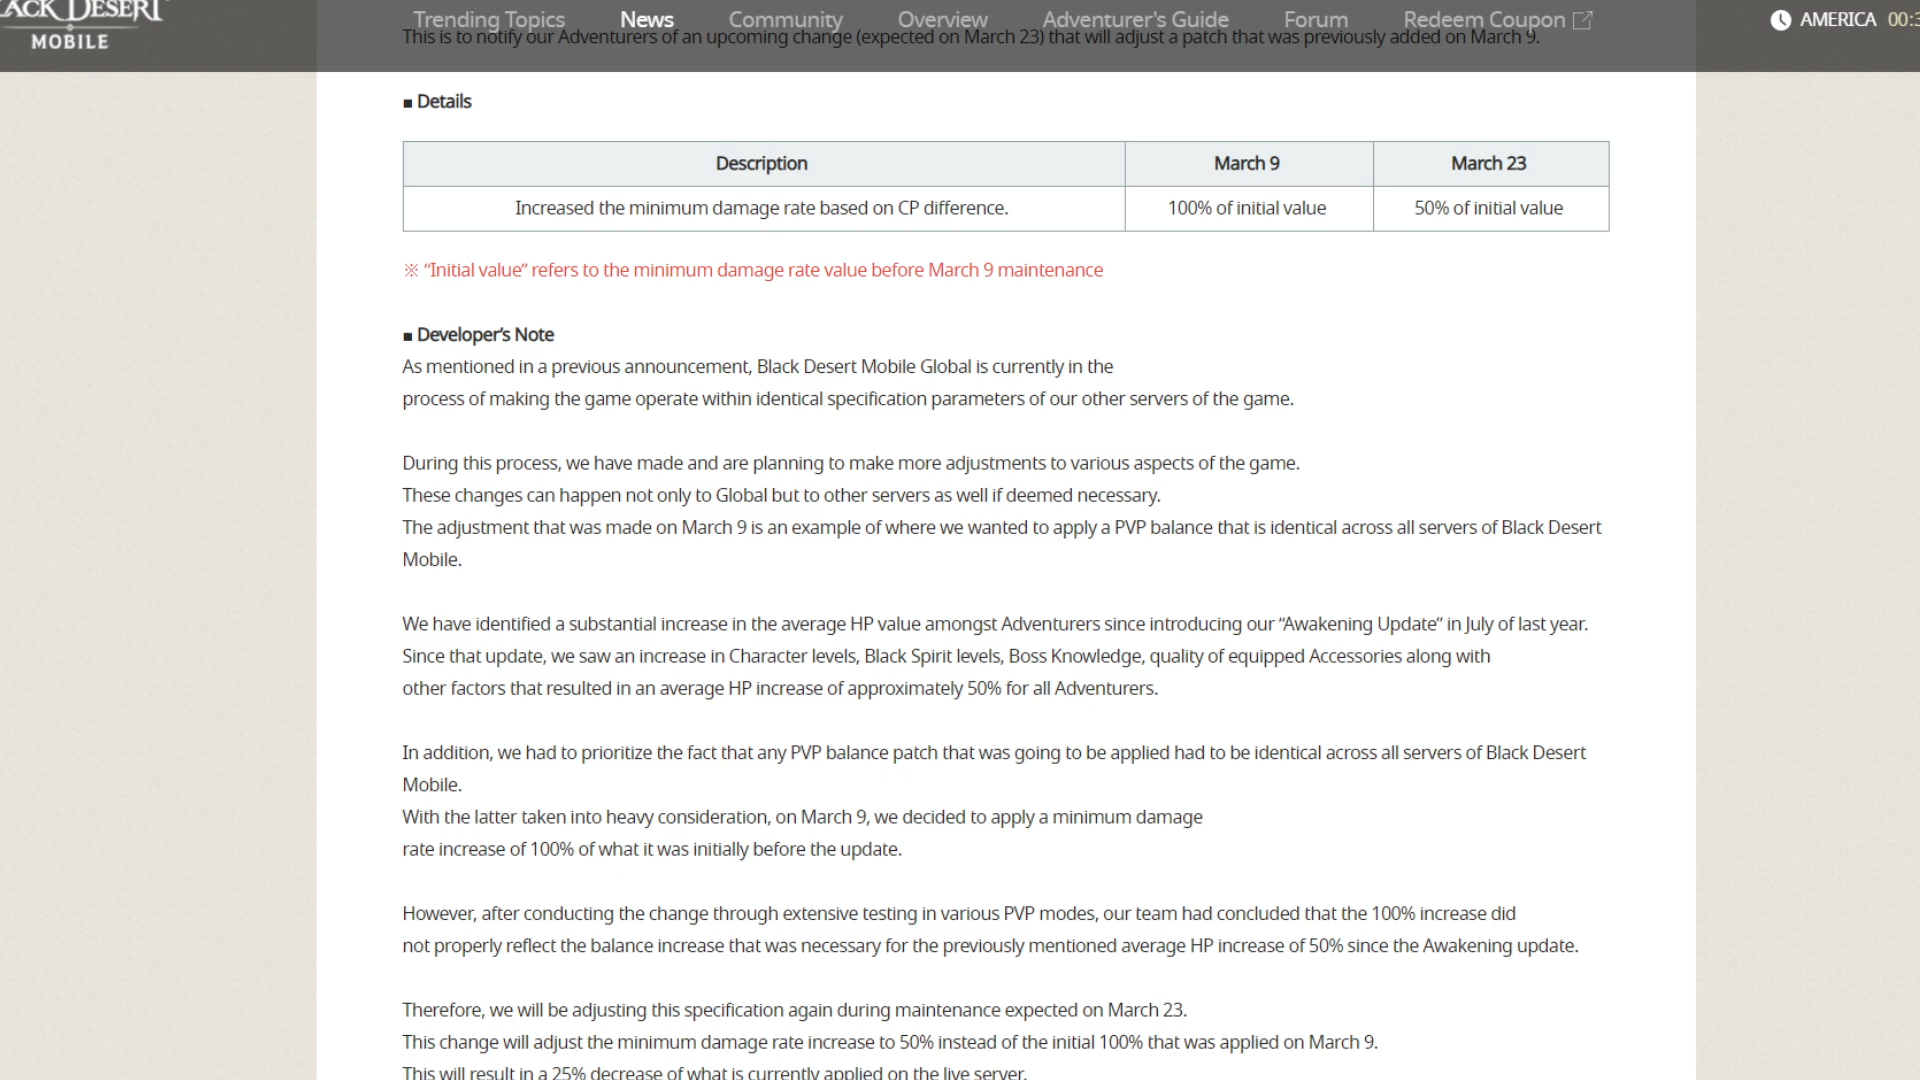 ACK DESERT
MOBILE
Trending Topics News Community Overview Adventurer's Guide Forum Redeem Coupon
AMERICA 00:3
This is to notify our Adventurers of an upcoming change (expected on March 23) that will adjust a patch that was previously added on March 9.
■ Details
Description March 9 March 23
Increased the minimum damage rate based on CP difference. 100% of initial value 50% of initial value
※ “Initial value” refers to the minimum damage rate value before March 9 maintenance
■ Developer’s Note
As mentioned in a previous announcement, Black Desert Mobile Global is currently in the
process of making the game operate within identical specification parameters of our other servers of the game.
During this process, we have made and are planning to make more adjustments to various aspects of the game.
These changes can happen not only to Global but to other servers as well if deemed necessary.
The adjustment that was made on March 9 is an example of where we wanted to apply a PVP balance that is identical across all servers of Black Desert
Mobile.
We have identified a substantial increase in the average HP value amongst Adventurers since introducing our “Awakening Update” in July of last year.
Since that update, we saw an increase in Character levels, Black Spirit levels, Boss Knowledge, quality of equipped Accessories along with
other factors that resulted in an average HP increase of approximately 50% for all Adventurers.
In addition, we had to prioritize the fact that any PVP balance patch that was going to be applied had to be identical across all servers of Black Desert
Mobile.
With the latter taken into heavy consideration, on March 9, we decided to apply a minimum damage
rate increase of 100% of what it was initially before the update.
However, after conducting the change through extensive testing in various PVP modes, our team had concluded that the 100% increase did
not properly reflect the balance increase that was necessary for the previously mentioned average HP increase of 50% since the Awakening update.
Therefore, we will be adjusting this specification again during maintenance expected on March 23.
This change will adjust the minimum damage rate increase to 50% instead of the initial 100% that was applied on March 9.
This will result in a 25% decrease of what is currently applied on the live server.